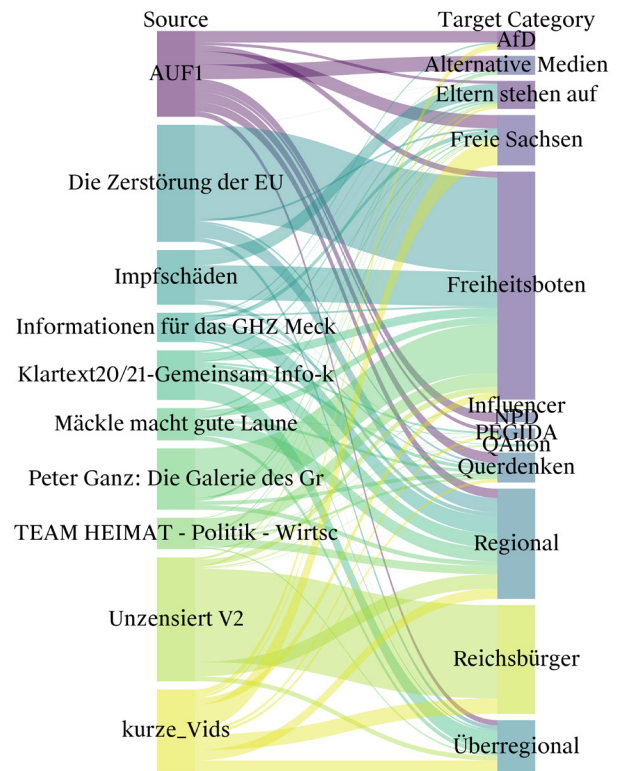 Source
Target Category
AUF1
Die Zerstörung der EU
Impfschäden
Informationen für das GHZ Meck
Klartext20/21-Gemeinsam Info-k
Mäckle macht gute Laune
Peter Ganz: Die Galerie des Gr
TEAM HEIMAT - Politik - Wirtsc
Unzensiert V2
kurze_Vids
AfD
Alternative Medien
Eltern stehen auf
Freie Sachsen
Freiheitsboten
Influencer
NPD
PEGIDA
QAnon
Querdenken
Regional
Reichsbürger
Überregional